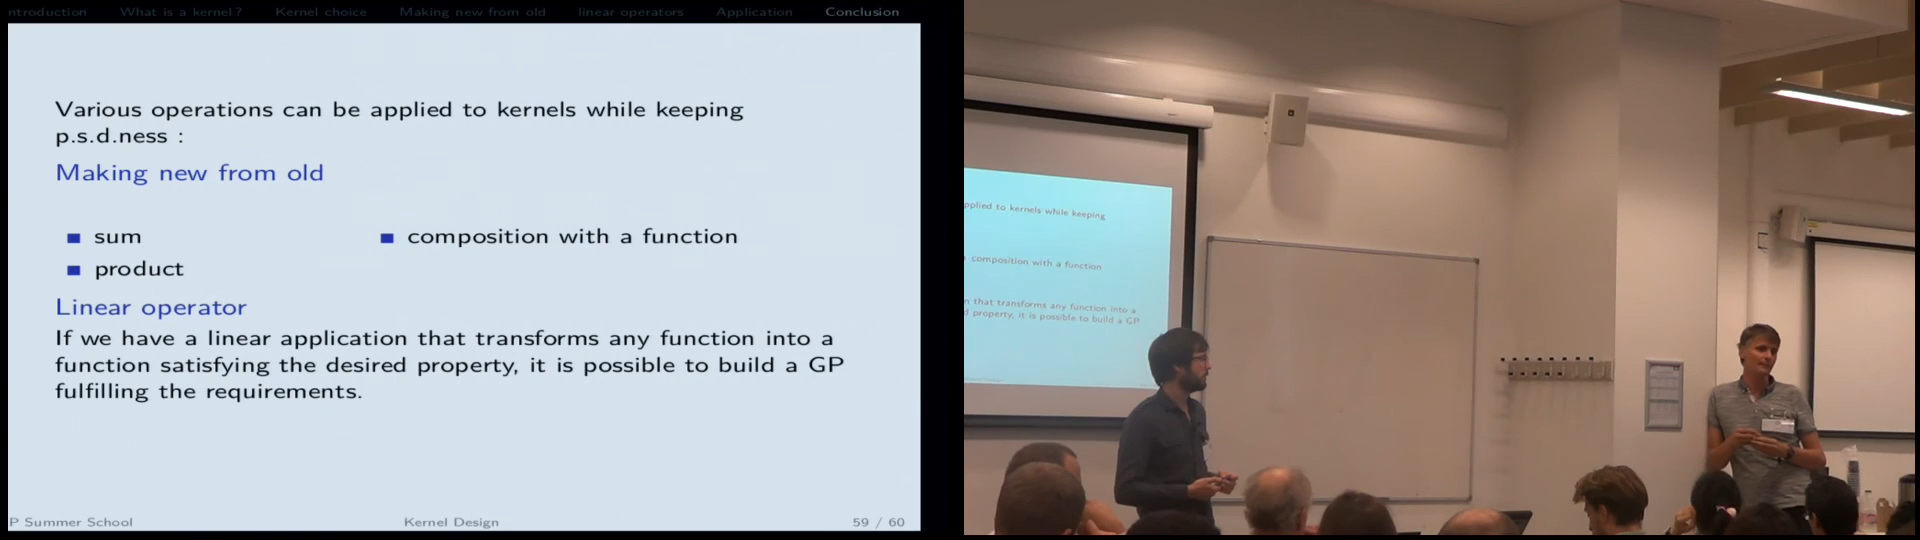 ntroduction What is a kernel? Kernel choice Making new from old linear operators Application Conclusion
Various operations can be applied to kernels while keeping
p.s.d.ness :
Making new from old
sum
composition with a function
product
Linear operator
If we have a linear application that transforms any function into a
function satisfying the desired property, it is possible to build a GP
fulfilling the requirements.
P Summer School Kernel Design 59 / 60
applied to kernels while keeping
composition with a function
that transforms any function into a
d property, it is possible to build a GP